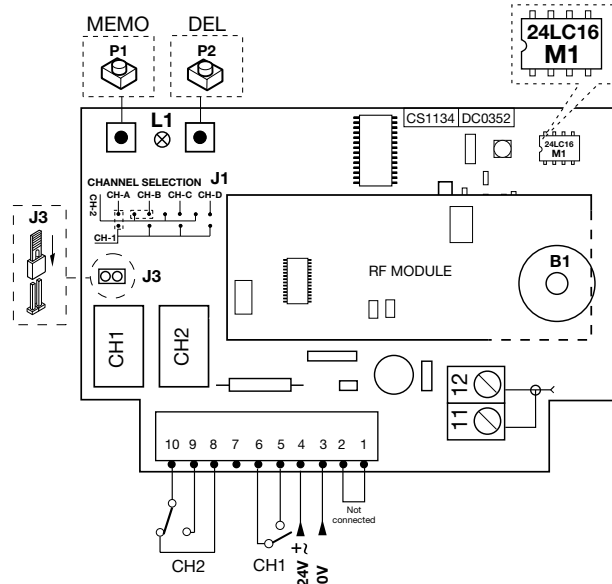 MEMO DEL
P1 P2
24LC16
M1
L1
CS1134 DC0352
24LC16
M1
CHANNEL SELECTION J1
CH-A CH-B CH-C CH-D
CH-2
CH-1
J3
J3
RF MODULE
B1
CH1 CH2
12
11
10 9 8 7 6 5 4 3 2 1
Not
connected
CH2 CH1
24V +~
0V